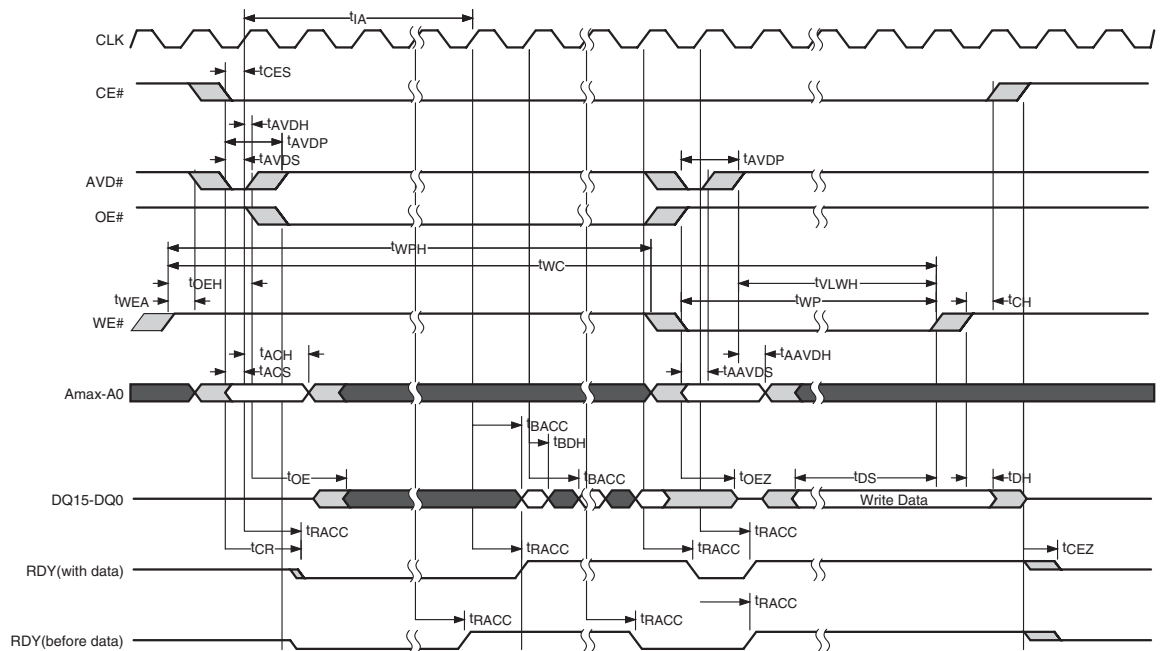 tIA
CLK
tCES
CE#
tAVDH
tAVDP
tAVDS
tAVDP
AVD#
OE#
tWPH
tWC
tOEH
tVLWH
tWEA
tWP
tCH
WE#
tACH
tAAVDH
tACS
tAAVDS
Amax-A0
tBACC
tBDH
tOE
tBACC
tOEZ
tDS
tDH
DQ15-DQ0
Write Data
tRACC
tRACC
tCR
tRACC
tRACC
tCEZ
RDY(with data)
tRACC
tRACC
tRACC
RDY(before data)